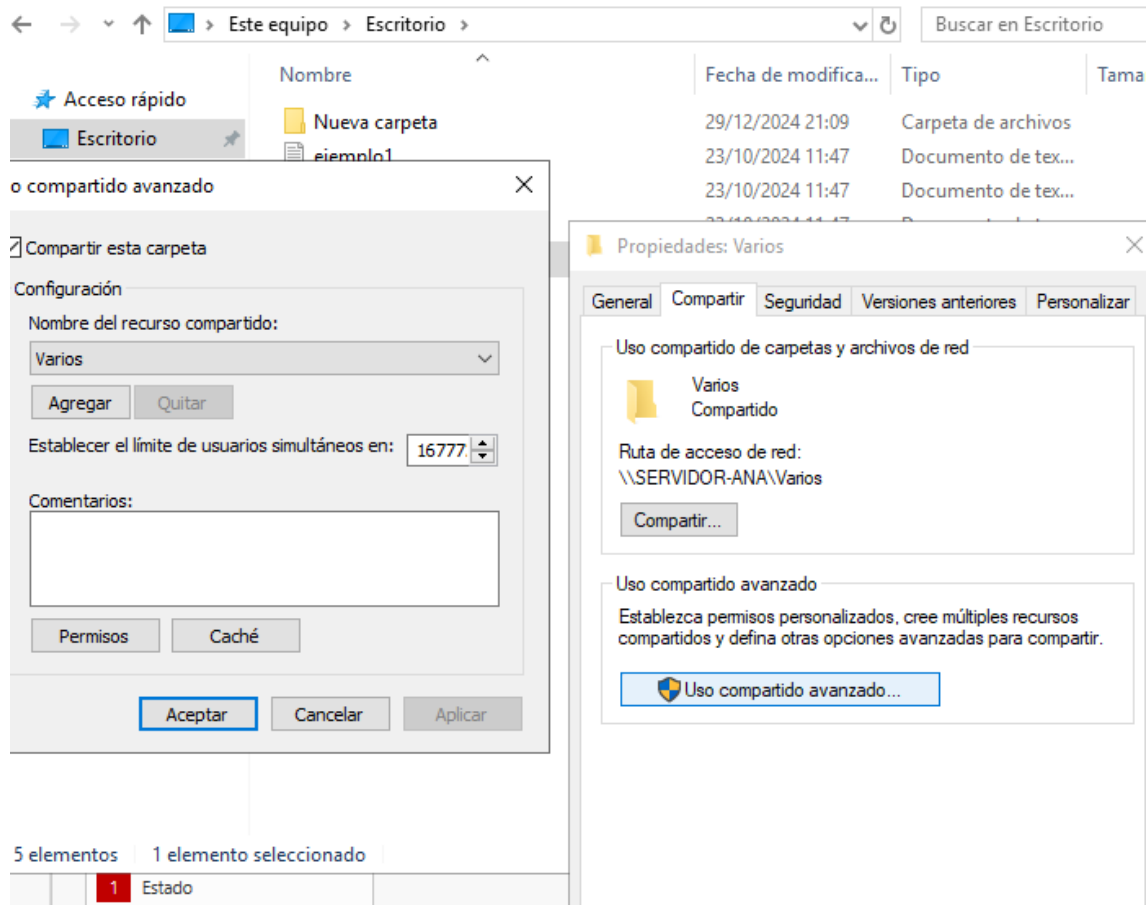 Este equipo > Escritorio >
Buscar en Escritorio
Nombre
Fecha de modifica...
Tipo
Tama
Acceso rápido
Escritorio
Nueva carpeta
29/12/2024 21:09
Carpeta de archivos
ejemplo1
23/10/2024 11:47
Documento de tex...
23/10/2024 11:47
Documento de tex...
o compartido avanzado
Compartir esta carpeta
Configuración
Nombre del recurso compartido:
Varios
Agregar
Quitar
Establecer el límite de usuarios simultáneos en:
16777
Comentarios:
Permisos
Caché
Aceptar
Cancelar
Aplicar
Propiedades: Varios
General
Compartir
Seguridad
Versiones anteriores
Personalizar
Uso compartido de carpetas y archivos de red
Varios
Compartido
Ruta de acceso de red:
\\SERVIDOR-ANA\Varios
Compartir...
Uso compartido avanzado
Establezca permisos personalizados, cree múltiples recursos
compartidos y defina otras opciones avanzadas para compartir.
Uso compartido avanzado...
5 elementos
1 elemento seleccionado
1
Estado